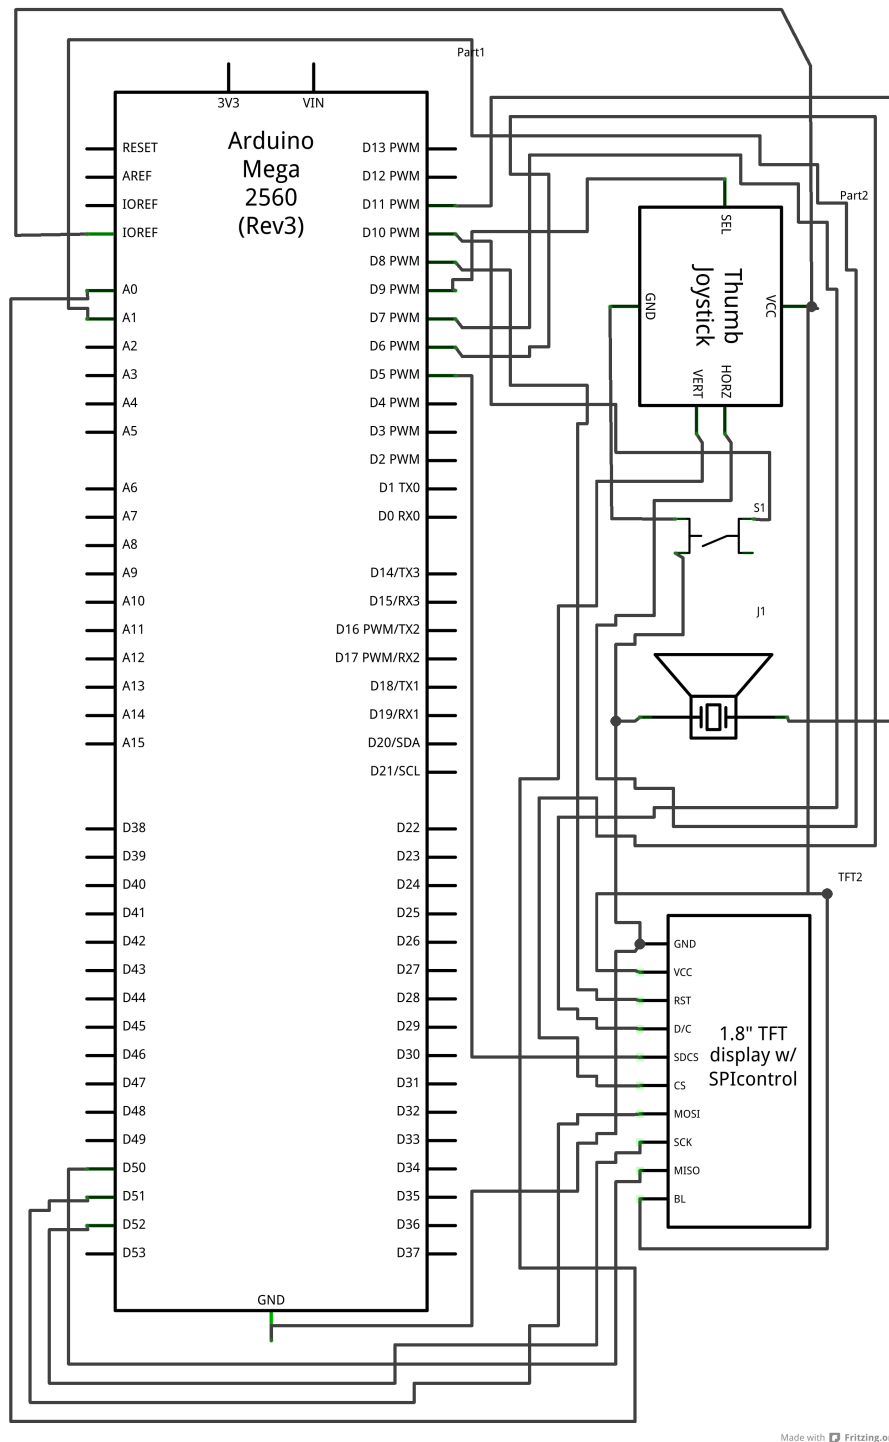 Part1
3V3
VIN
Arduino
Mega
2560
(Rev3)
RESET
AREF
IOREF
IOREF
A0
A1
A2
A3
A4
A5
A6
A7
A8
A9
A10
A11
A12
A13
A14
A15
D38
D39
D40
D41
D42
D43
D44
D45
D46
D47
D48
D49
D50
D51
D52
D53
D13 PWM
D12 PWM
D11 PWM
D10 PWM
D8 PWM
D9 PWM
D7 PWM
D6 PWM
D5 PWM
D4 PWM
D3 PWM
D2 PWM
D1 TX0
D0 RX0
D14/TX3
D15/RX3
D16 PWM/TX2
D17 PWM/RX2
D18/TX1
D19/RX1
D20/SDA
D21/SCL
D22
D23
D24
D25
D26
D27
D28
D29
D30
D31
D32
D33
D34
D35
D36
D37
GND
Part2
SEL
Thumb
Joystick
GND
VCC
VERT
HORZ
S1
J1
TFT2
GND
VCC
RST
D/C
SDCS
CS
MOSI
SCK
MISO
BL
1.8" TFT
display w/
SPIcontrol
Made with Fritzing.o